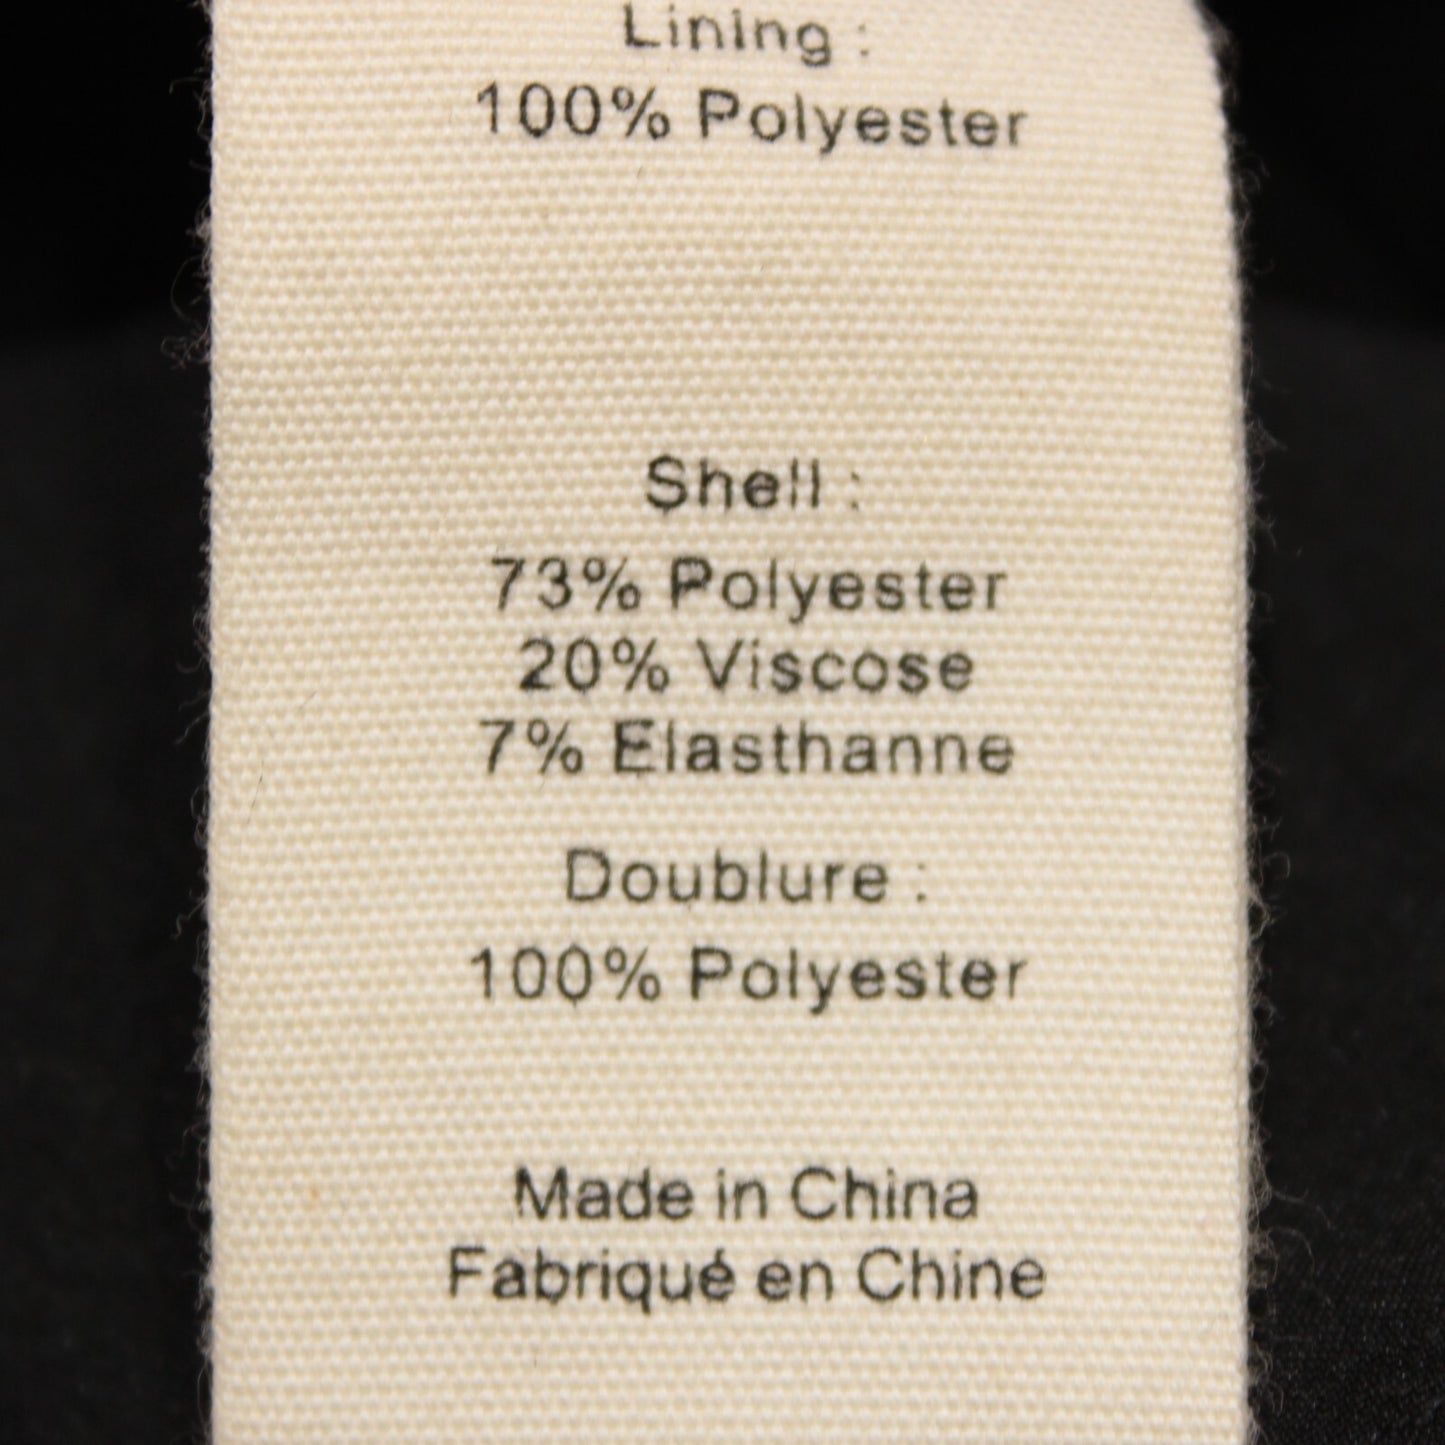 Lining :
100% Polyester
Shell :
73% Polyester
20% Viscose
7% Elasthanne
Doublure :
100% Polyester
Made in China
Fabriqué en Chine